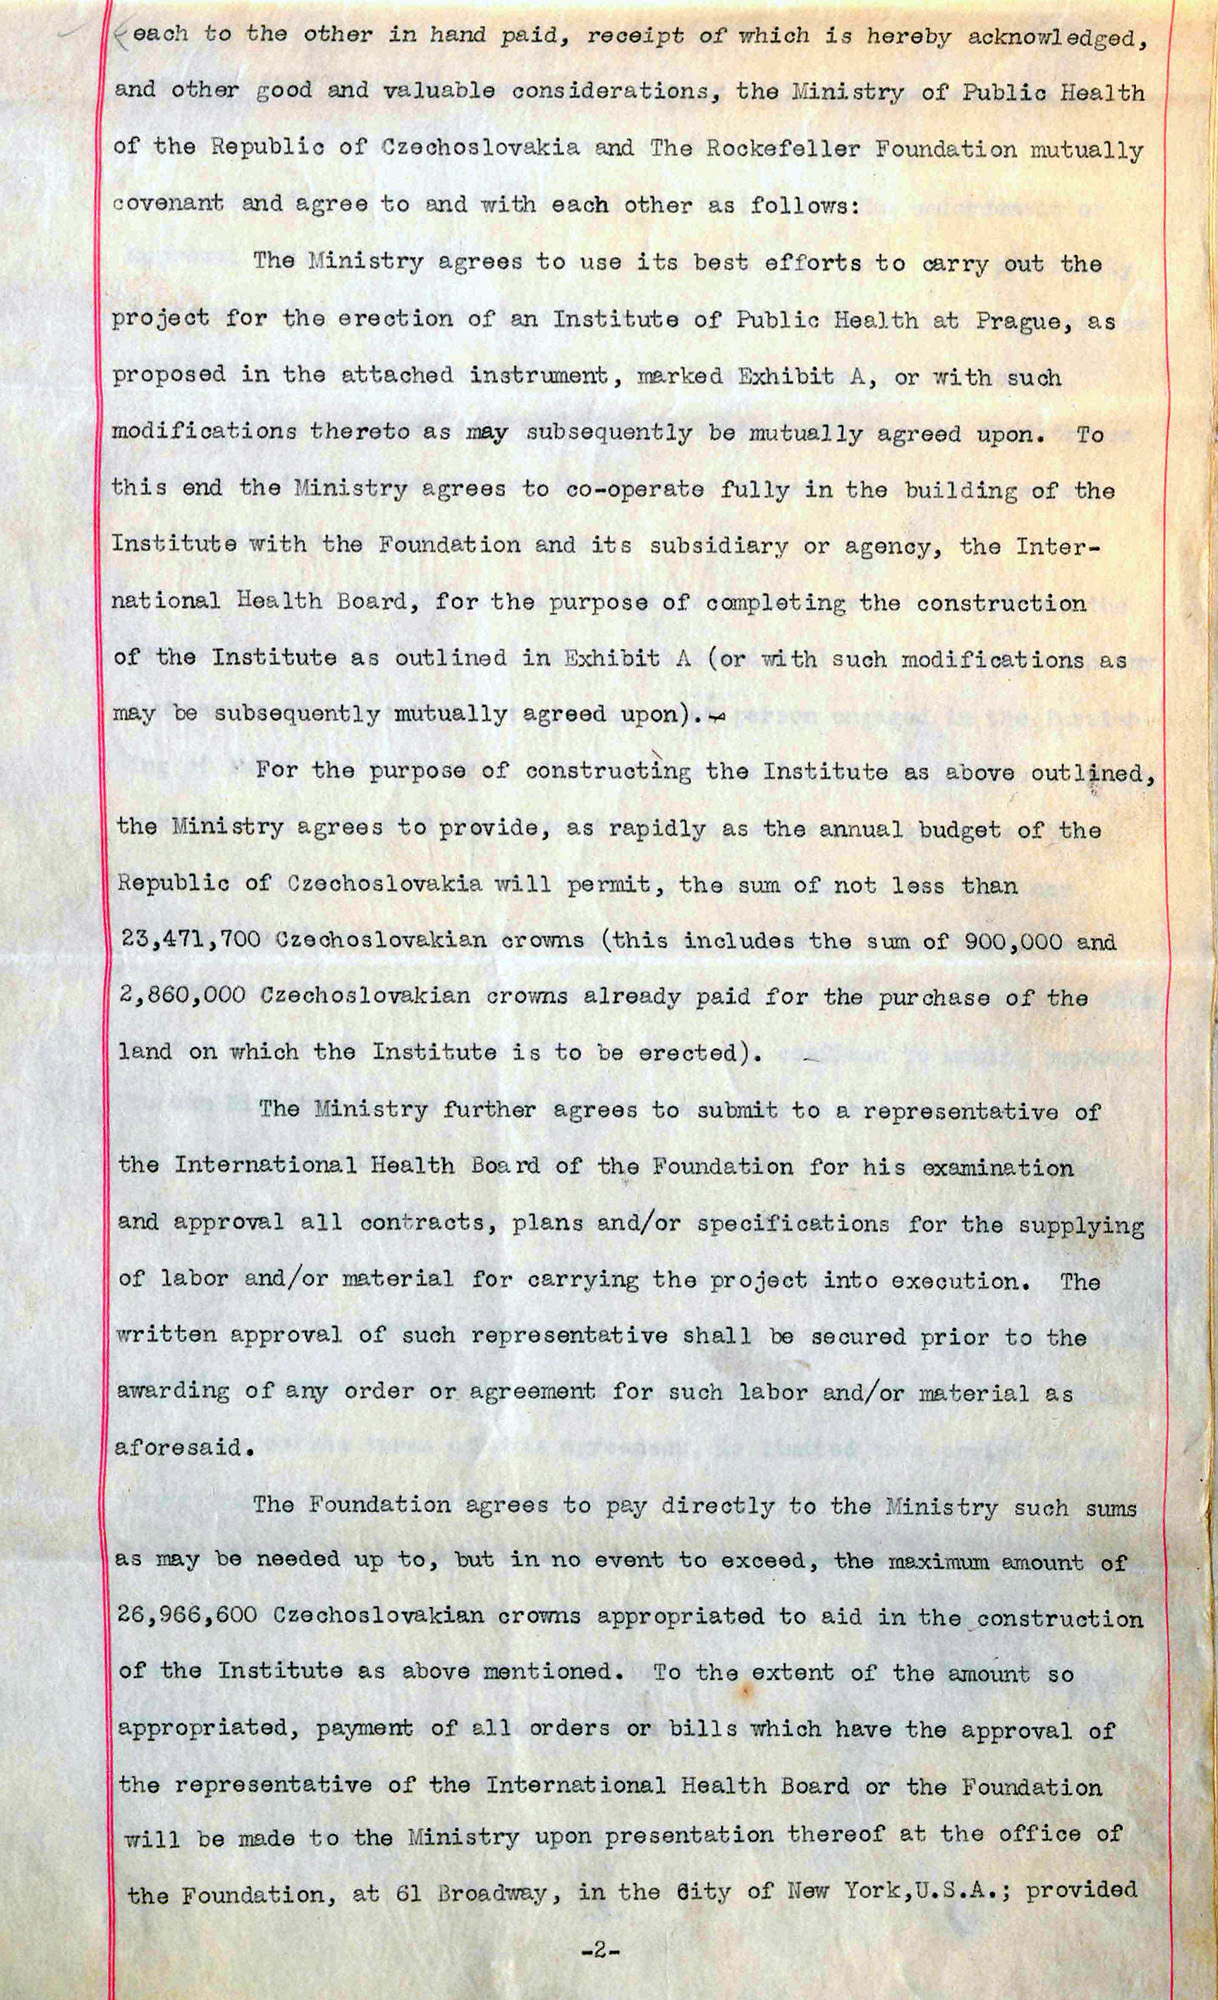 each to the other in hand paid, receipt of which is hereby acknowledged,
and other good and valuable considerations, the Ministry of Public Health
of the Republic of Czechoslovakia and The Rockefeller Foundation mutually
covenant and agree to and with each other as follows:
The Ministry agrees to use its best efforts to carry out the
project for the erection of an Institute of Public Health at Prague, as
proposed in the attached instrument, marked Exhibit A, or with such
modifications thereto as may subsequently be mutually agreed upon. To
this end the Ministry agrees to co-operate fully in the building of the
Institute with the Foundation and its subsidiary or agency, the Inter-
national Health Board, for the purpose of completing the construction
of the Institute as outlined in Exhibit A (or with such modifications as
may be subsequently mutually agreed upon).
For the purpose of constructing the Institute as above outlined,
the Ministry agrees to provide, as rapidly as the annual budget of the
Republic of Czechoslovakia will permit, the sum of not less than
23,471,700 Czechoslovakian crowns (this includes the sum of 900,000 and
2,860,000 Czechoslovakian crowns already paid for the purchase of the
land on which the Institute is to be erected).
The Ministry further agrees to submit to a representative of
the International Health Board of the Foundation for his examination
and approval all contracts, plans and/or specifications for the supplying
of labor and/or material for carrying the project into execution. The
written approval of such representative shall be secured prior to the
awarding of any order or agreement for such labor and/or material as
aforesaid.
The Foundation agrees to pay directly to the Ministry such sums
as may be needed up to, but in no event to exceed, the maximum amount of
26,966,600 Czechoslovakian crowns appropriated to aid in the construction
of the Institute as above mentioned. To the extent of the amount so
appropriated, payment of all orders or bills which have the approval of
the representative of the International Health Board or the Foundation
will be made to the Ministry upon presentation thereof at the office of
the Foundation, at 61 Broadway, in the City of New York,U.S.A.; provided
-2-